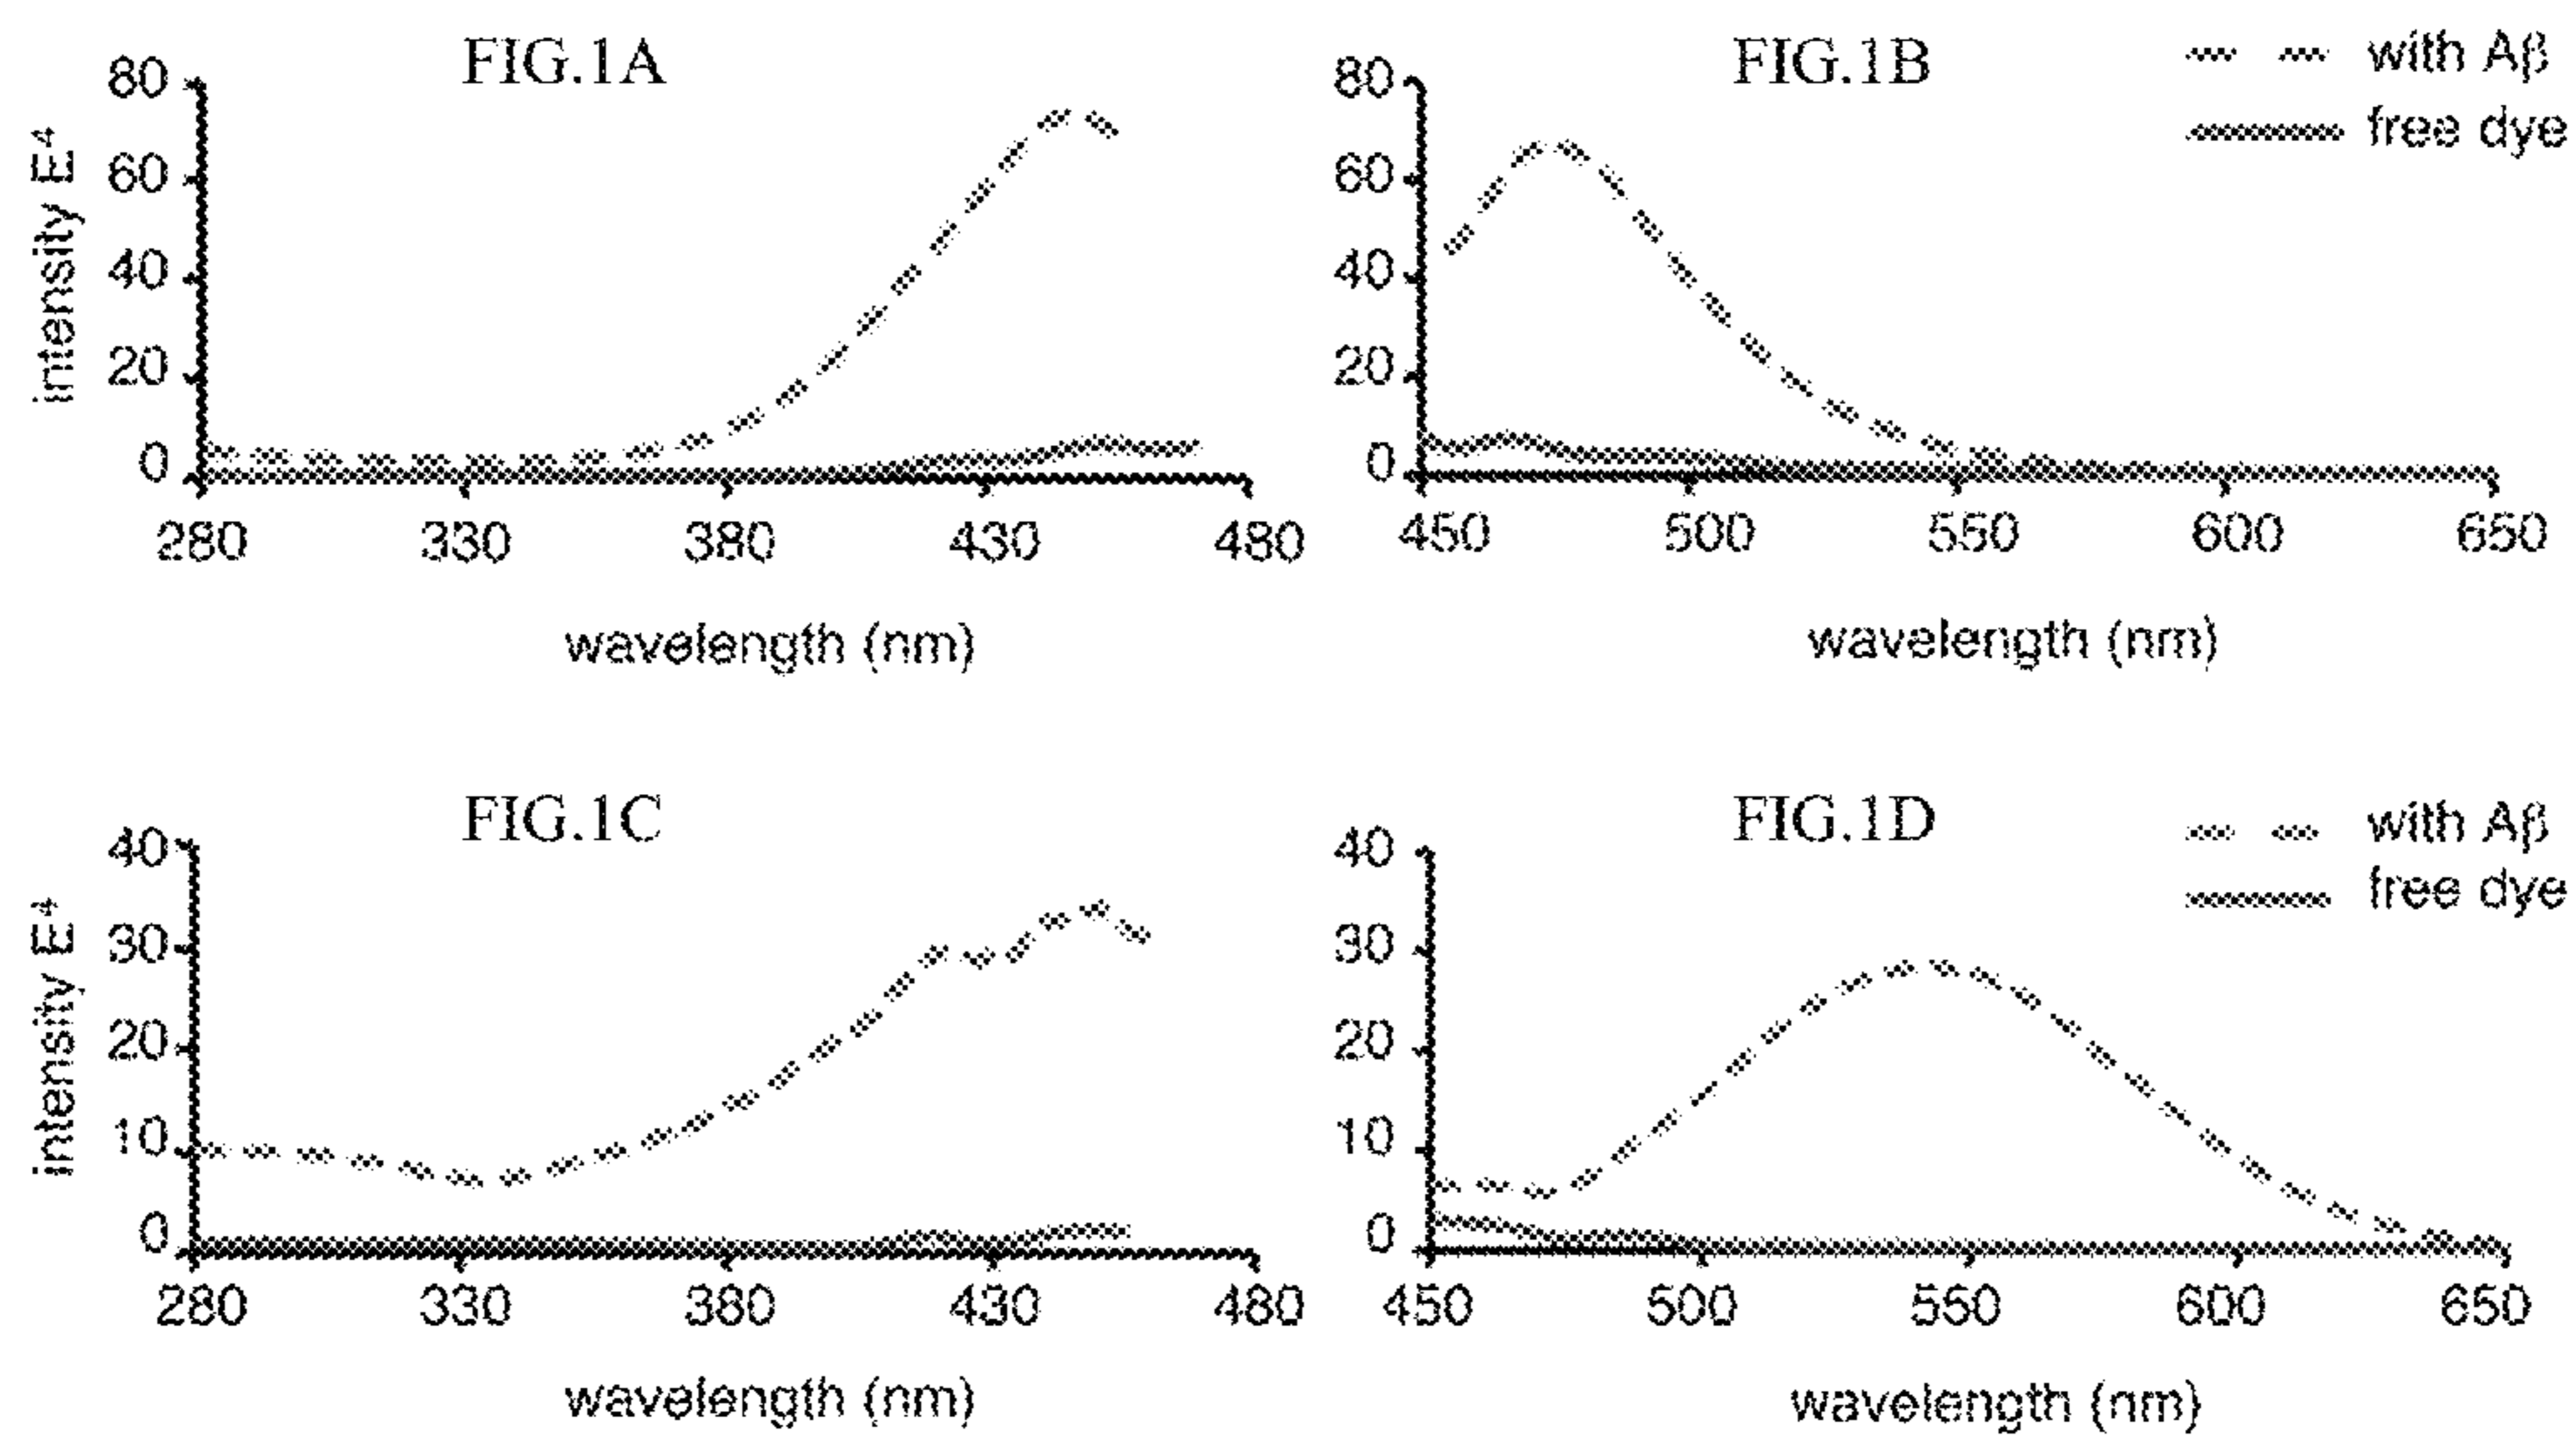 FIG.1A
80
60
40
20
0
intensity E⁴
280 330 380 430 480
wavelength (nm)
FIG.1B
with Aβ
free dye
80
60
40
20
0
450 500 550 600 650
wavelength (nm)
FIG.1C
40
30
20
10
0
intensity E⁴
280 330 380 430 480
wavelength (nm)
FIG.1D
with Aβ
free dye
40
30
20
10
0
450 500 550 600 650
wavelength (nm)